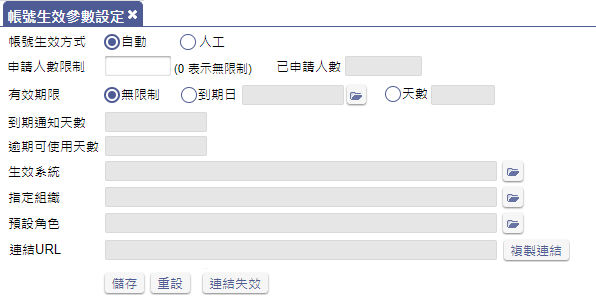 帳號生效參數設定 ✖
帳號生效方式 自動 人工
申請人數限制 (0 表示無限制) 已申請人數
有效期限 無限制 到期日 天數
到期通知天數
逾期可使用天數
生效系統
指定組織
預設角色
連結URL 複製連結
儲存 重設 連結失效